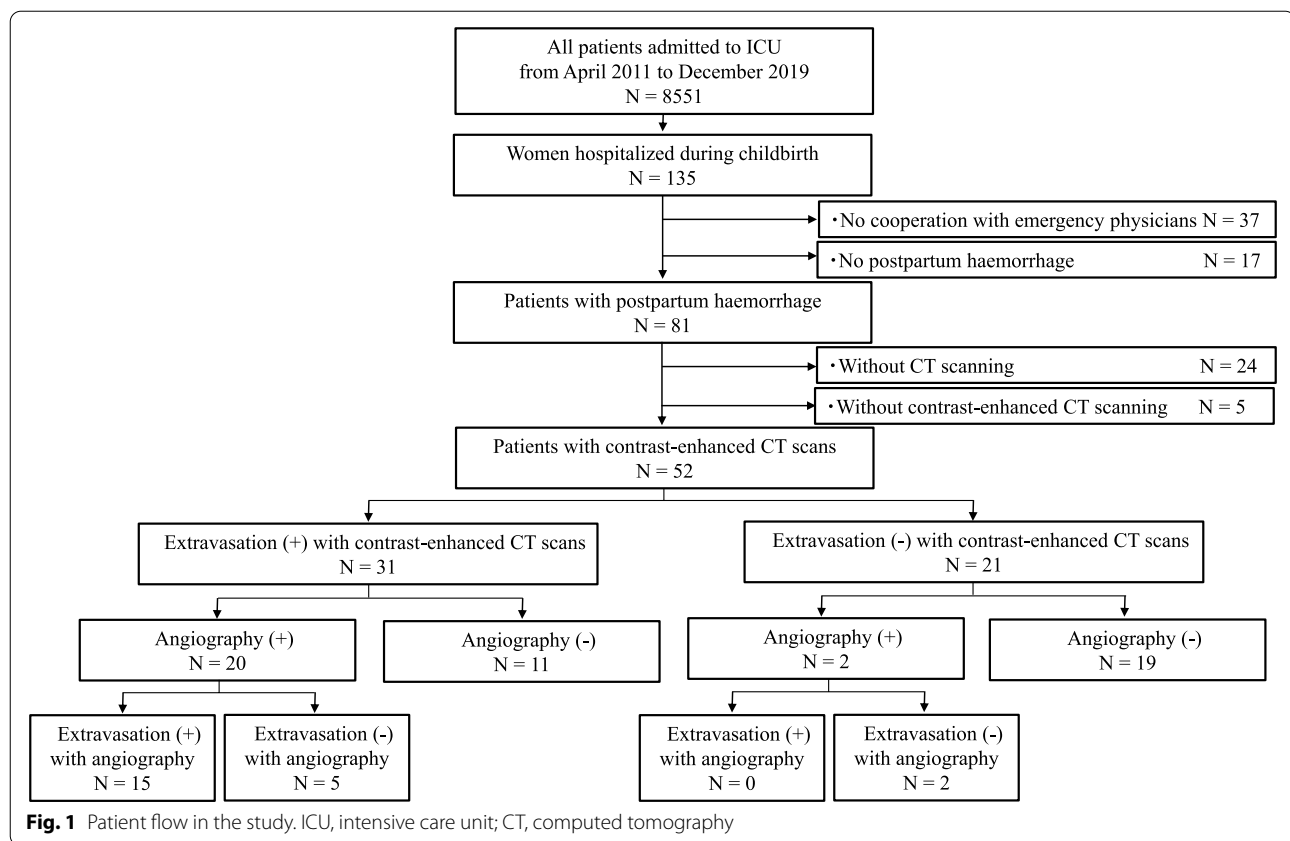 All patients admitted to ICU
from April 2011 to December 2019
N = 8551
Women hospitalized during childbirth
N = 135
・No cooperation with emergency physicians N = 37
・No postpartum haemorrhage N = 17
Patients with postpartum haemorrhage
N = 81
・Without CT scanning N = 24
・Without contrast-enhanced CT scanning N = 5
Patients with contrast-enhanced CT scans
N = 52
Extravasation (+) with contrast-enhanced CT scans
N = 31
Extravasation (-) with contrast-enhanced CT scans
N = 21
Angiography (+)
N = 20
Angiography (-)
N = 11
Angiography (+)
N = 2
Angiography (-)
N = 19
Extravasation (+)
with angiography
N = 15
Extravasation (-)
with angiography
N = 5
Extravasation (+)
with angiography
N = 0
Extravasation (-)
with angiography
N = 2
Fig. 1 Patient flow in the study. ICU, intensive care unit; CT, computed tomography